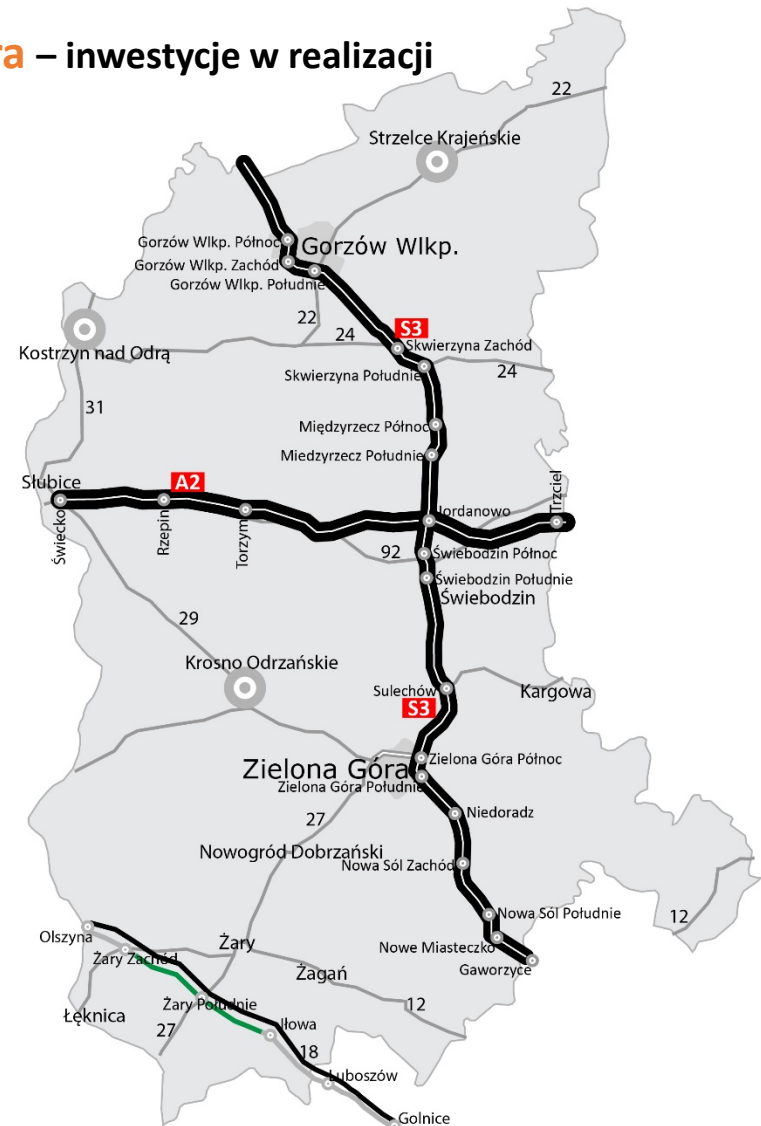 ra – inwestycje w realizacji
22
Strzelce Krajeńskie
Gorzów Wlkp. Północ
Gorzów Wlkp.
Gorzów Wlkp. Zachód
Gorzów Wlkp. Południe
22
24
S3
Skwierzyna Zachód
Kostrzyn nad Odrą
Skwierzyna Południe
24
31
Międzyrzecz Północ
Miedzyrzecz Południe
Słubice
A2
Jordanowo
Trzciel
Świecko
Rzepin
Torzym
92
Świebodzin Północ
Świebodzin Południe
Świebodzin
29
Krosno Odrzańskie
Sulechów
Kargowa
S3
Zielona Góra
Zielona Góra Północ
Zielona Góra Południe
27
Niedoradz
Nowogród Dobrzański
Nowa Sól Zachód
Nowa Sól Południe
12
Olszyna
Żary
Nowe Miasteczko
Żary Zachód
Gaworzyce
Żagań
Łęknica
Żary Południe
12
27
Iłowa
18
Luboszów
Golnice